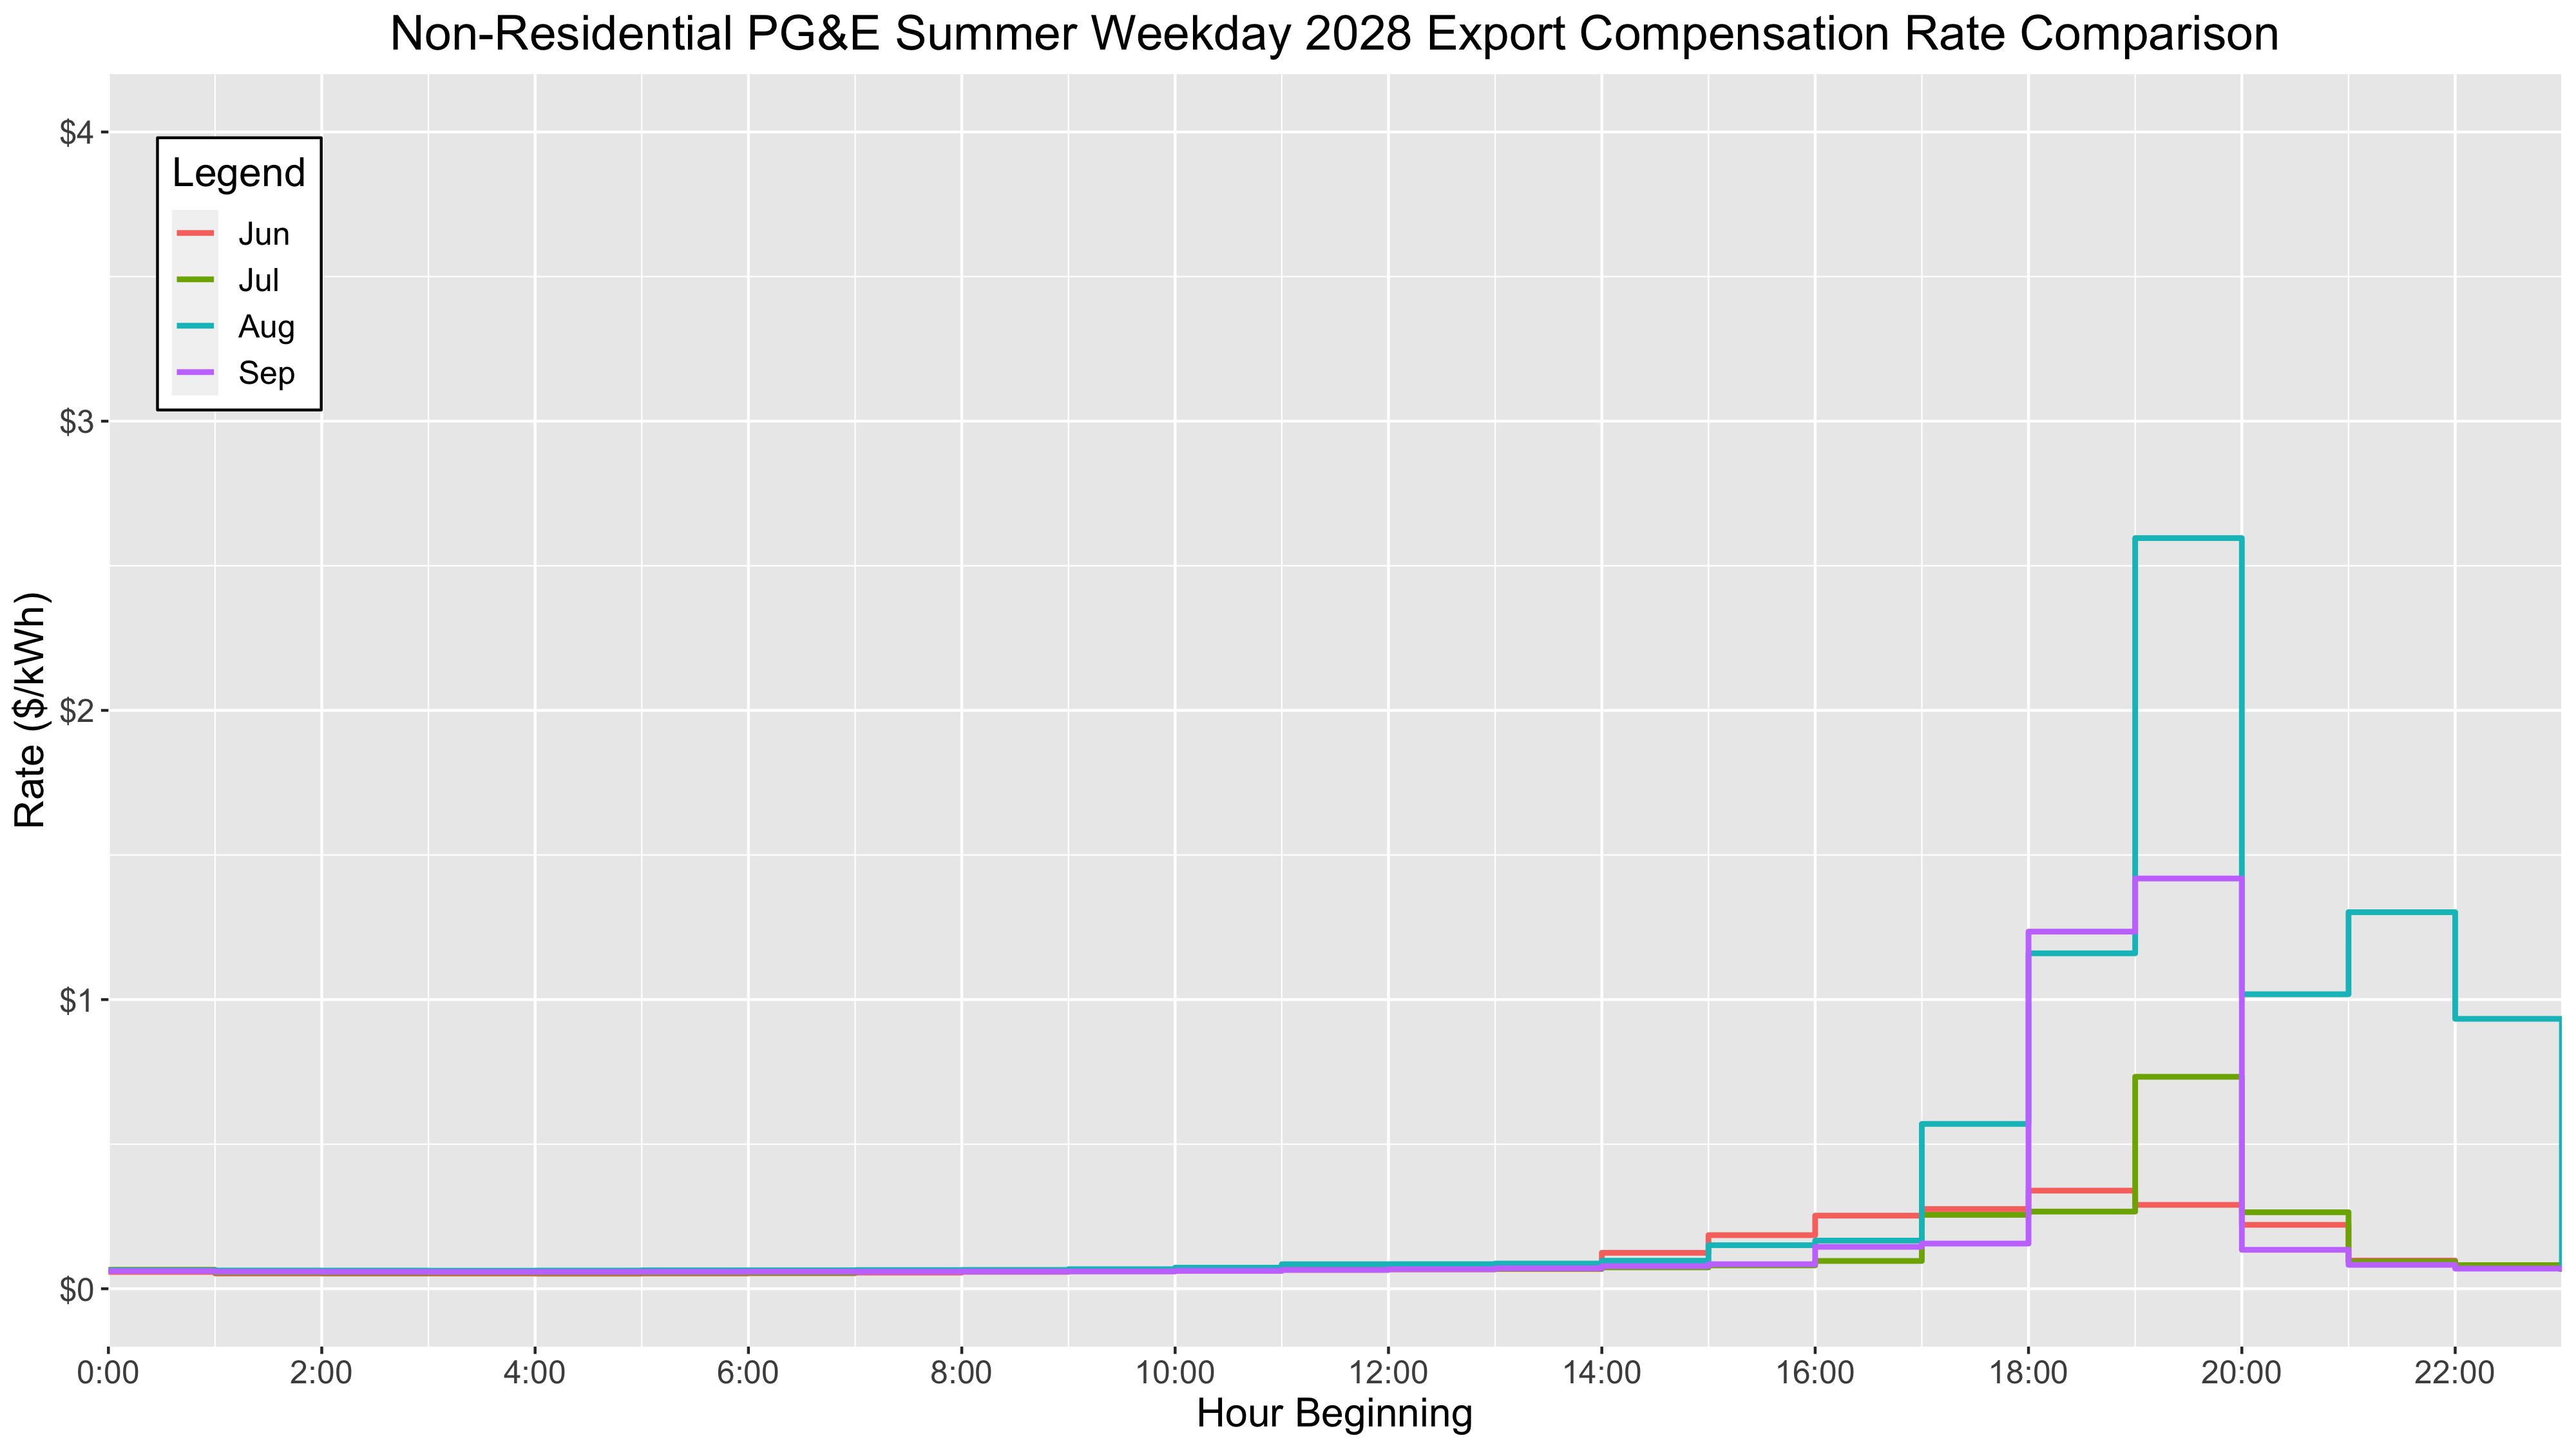 Non-Residential PG&E Summer Weekday 2028 Export Compensation Rate Comparison
$4
Legend
Jun
Jul
Aug
Sep
$3
Rate ($/kWh)
$2
$1
$0
0:00 2:00 4:00 6:00 8:00 10:00 12:00 14:00 16:00 18:00 20:00 22:00
Hour Beginning